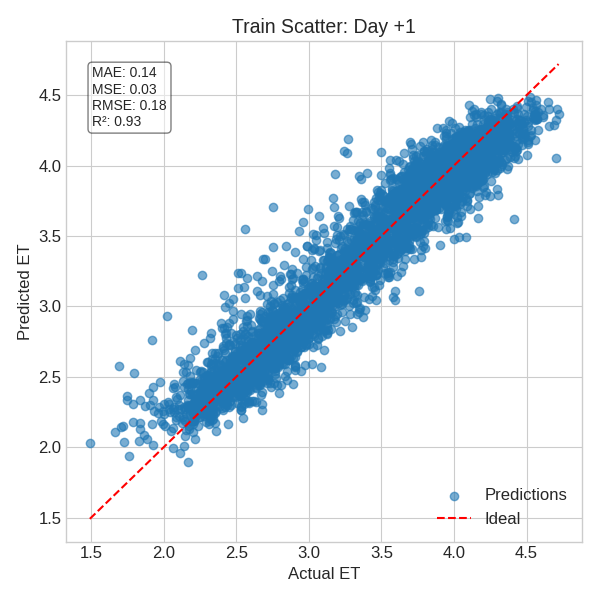 Train Scatter: Day +1
MAE: 0.14
MSE: 0.03
RMSE: 0.18
R²: 0.93
Predicted ET
4.5
4.0
3.5
3.0
2.5
2.0
1.5
Predictions
Ideal
1.5 2.0 2.5 3.0 3.5 4.0 4.5
Actual ET